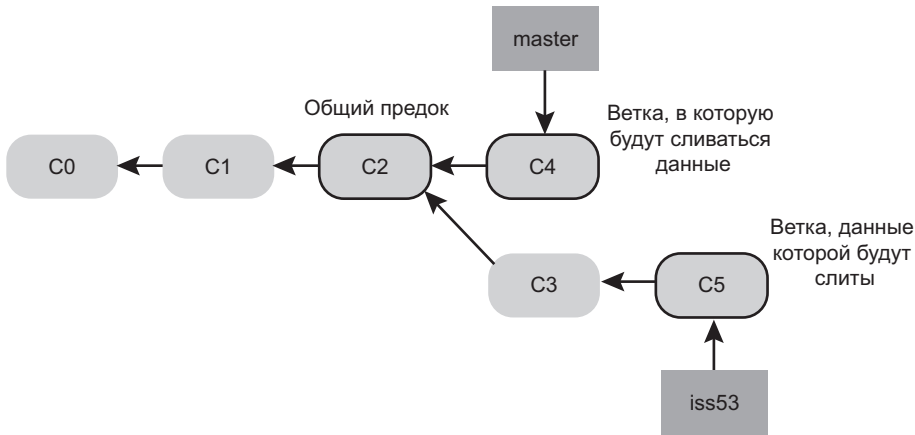 master
Общий предок
Ветка, в которую
будут сливаться
данные
C0
C1
C2
C4
Ветка, данные
которой будут
слиты
C3
C5
iss53